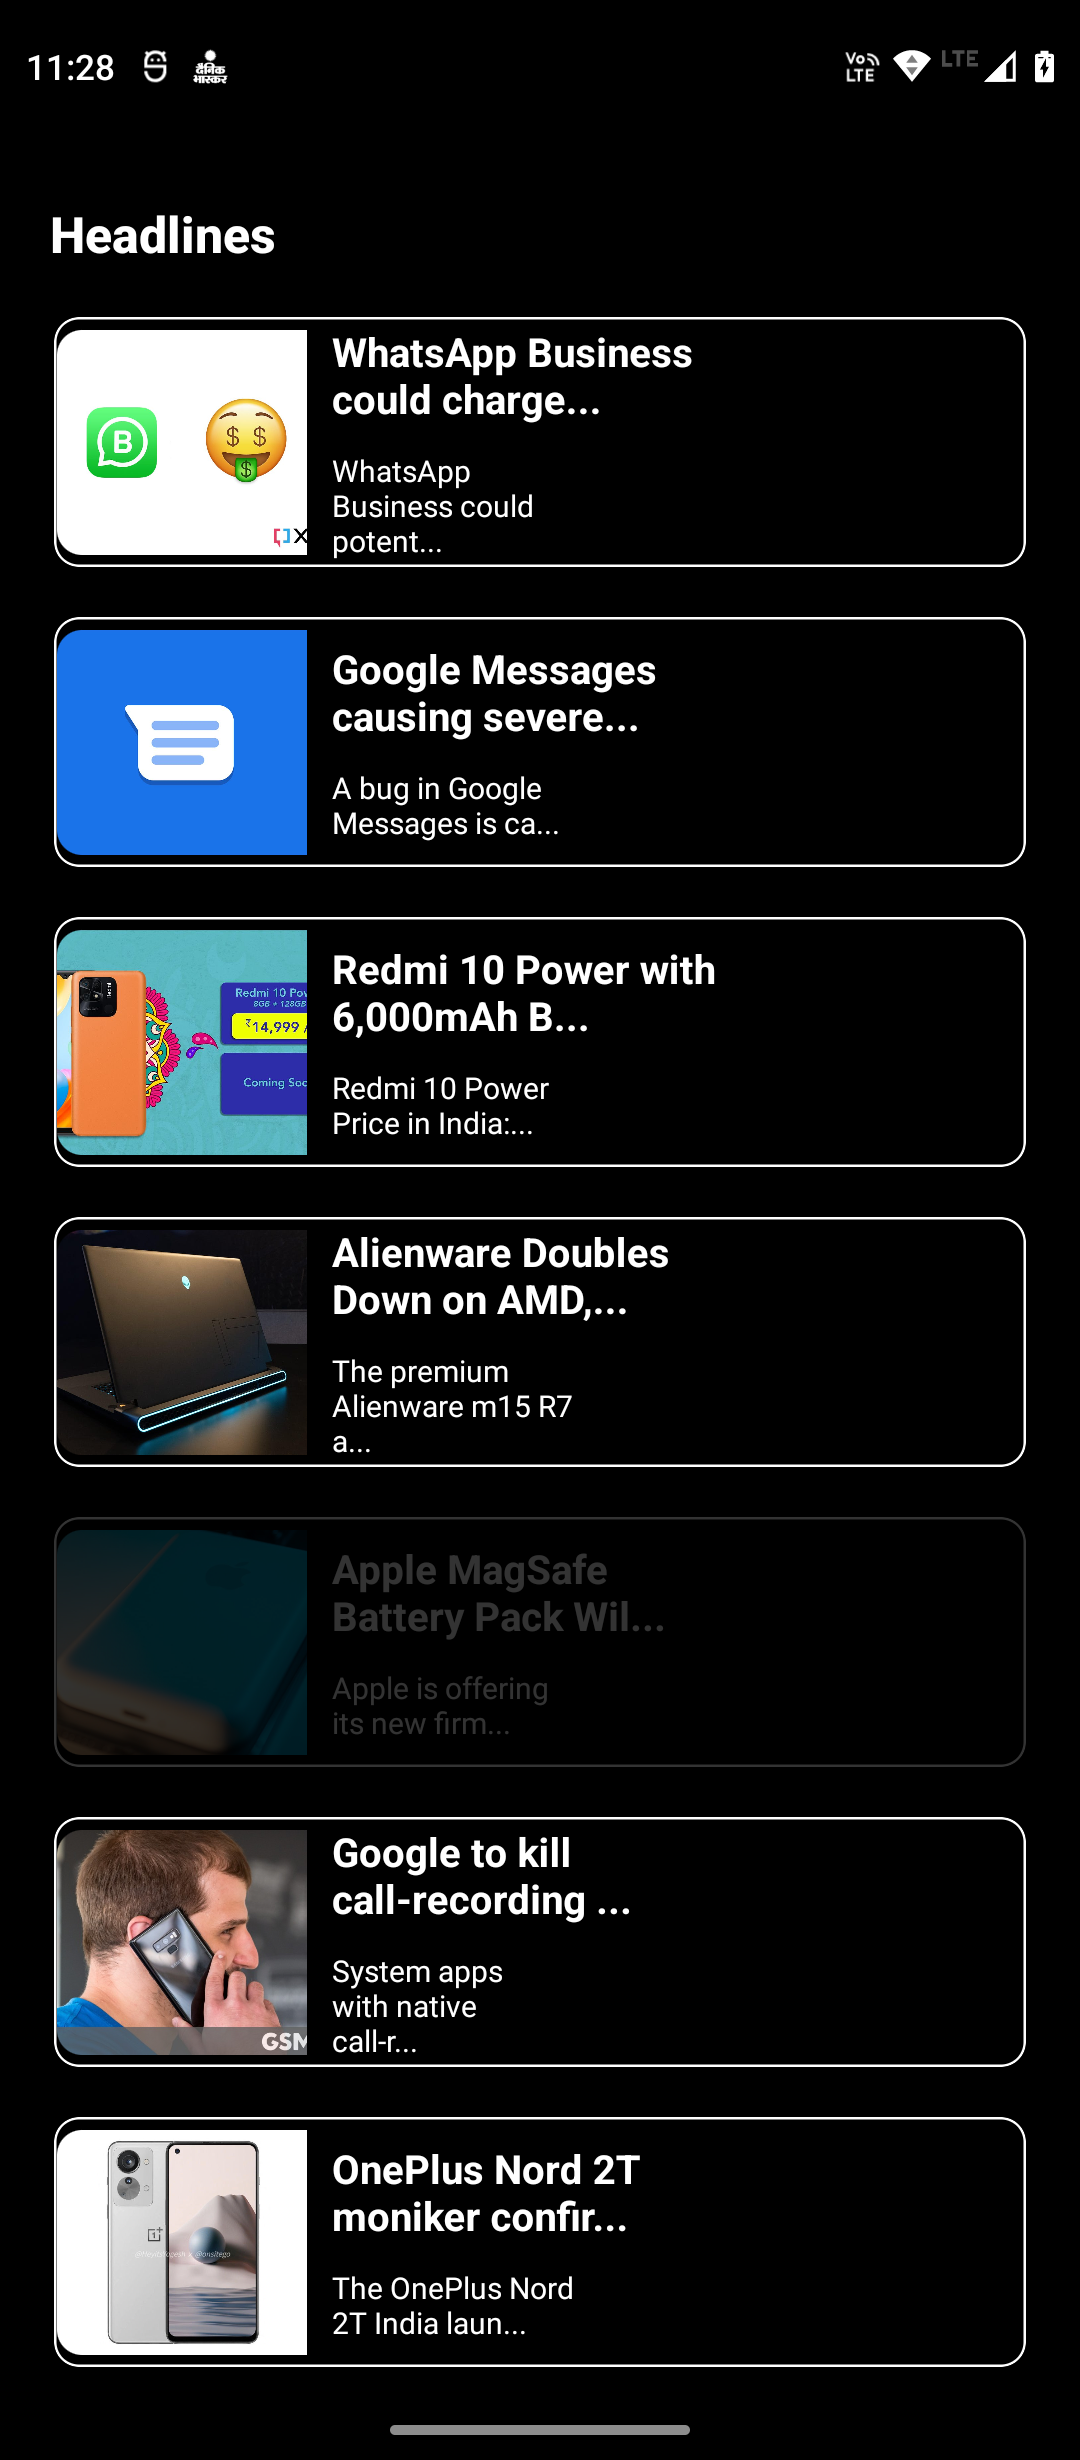 11:28
दैनिक
भास्कर
Vo
LTE
LTE
Headlines
WhatsApp Business
could charge...
WhatsApp
Business could
potent...
B
$ $
$
X
Google Messages
causing severe...
A bug in Google
Messages is ca...
Redmi 10 Power with
6,000mAh B...
Redmi 10 Power
Price in India:...
Redmi 10 Pow
8GB + 128GB
₹14,999
Coming Soo
Alienware Doubles
Down on AMD,...
The premium
Alienware m15 R7
a...
Apple MagSafe
Battery Pack Wil...
Apple is offering
its new firm...
Google to kill
call-recording ...
System apps
with native
call-r...
GSM
OnePlus Nord 2T
moniker confir...
The OnePlus Nord
2T India laun...